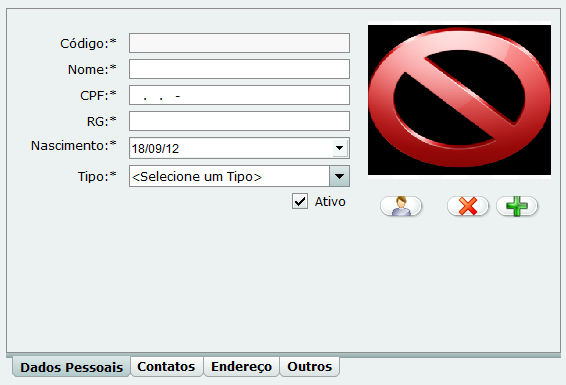 Código:*
Nome:*
CPF:* . . -
RG:*
Nascimento:* 18/09/12
Tipo:* <Selecione um Tipo>
Ativo
Dados Pessoais Contatos Endereço Outros